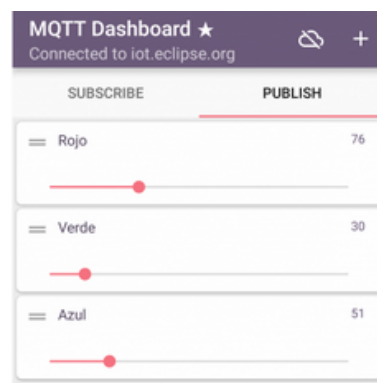 MQTT Dashboard ★
Connected to iot.eclipse.org
SUBSCRIBE PUBLISH
Rojo 76
Verde 30
Azul 51